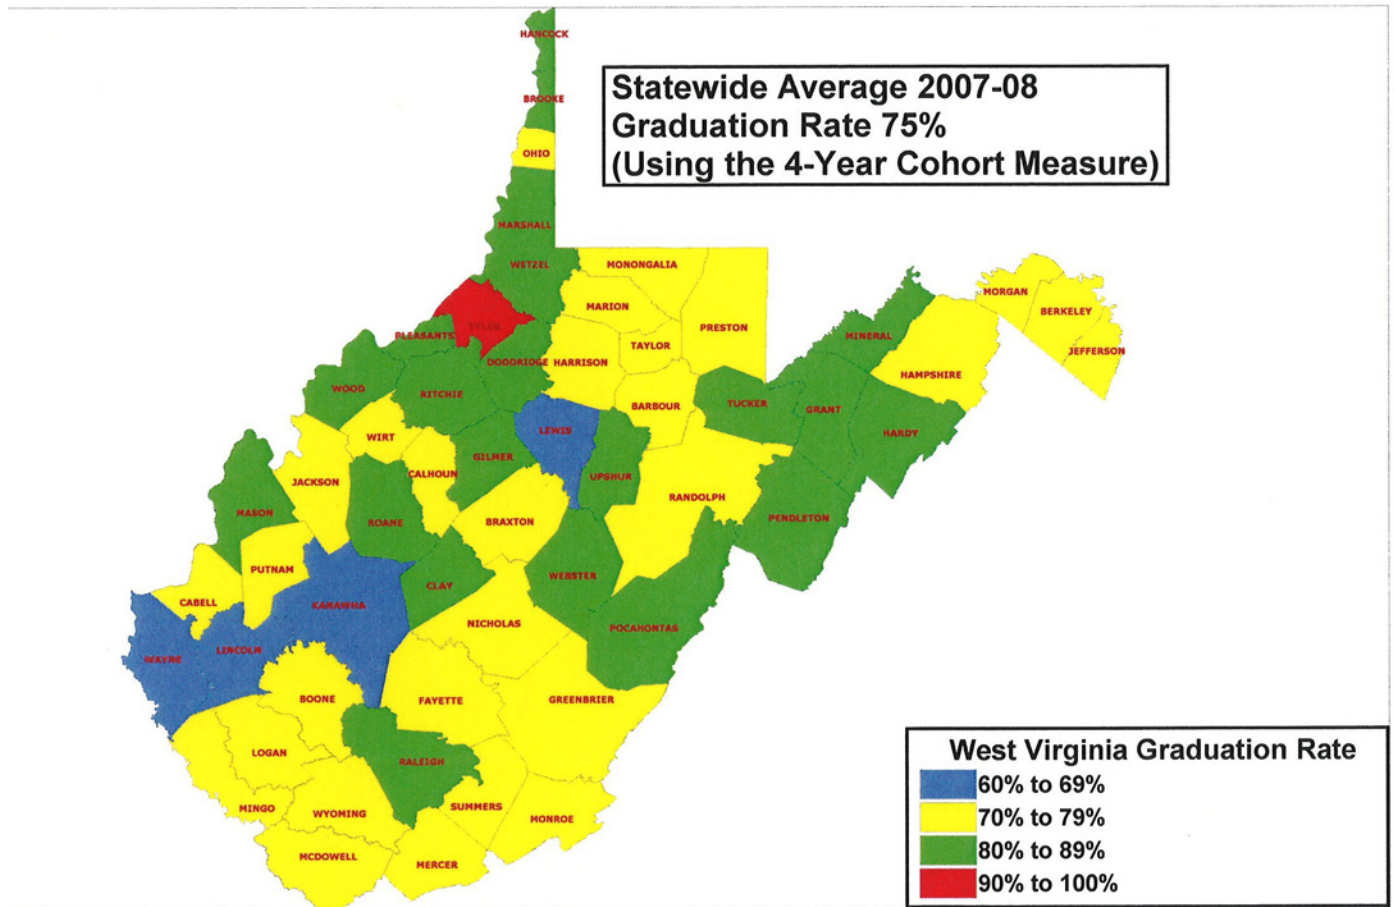 HANCOCK
Statewide Average 2007-08
Graduation Rate 75%
(Using the 4-Year Cohort Measure)
BROOKE
OHIO
MARSHALL
WETZEL
MONONGALIA
MARION
MORGAN
BERKELEY
PRESTON
PLEASANTS
TYLER
MINERAL
TAYLOR
JEFFERSON
DODDRIDGE
HARRISON
HAMPSHIRE
WOOD
RITCHIE
TUCKER
BARBOUR
GRANT
LEWIS
HARDY
WIRT
GILMER
CALHOUN
UPSHUR
JACKSON
RANDOLPH
MASON
ROANE
BRAXTON
PENDLETON
PUTNAM
WEBSTER
CLAY
CABELL
KANAWHA
NICHOLAS
POCAHONTAS
LINCOLN
WAYNE
BOONE
FAYETTE
GREENBRIER
LOGAN
RALEIGH
MINGO
WYOMING
SUMMERS
MONROE
MCDOWELL
MERCER
West Virginia Graduation Rate
60% to 69%
70% to 79%
80% to 89%
90% to 100%